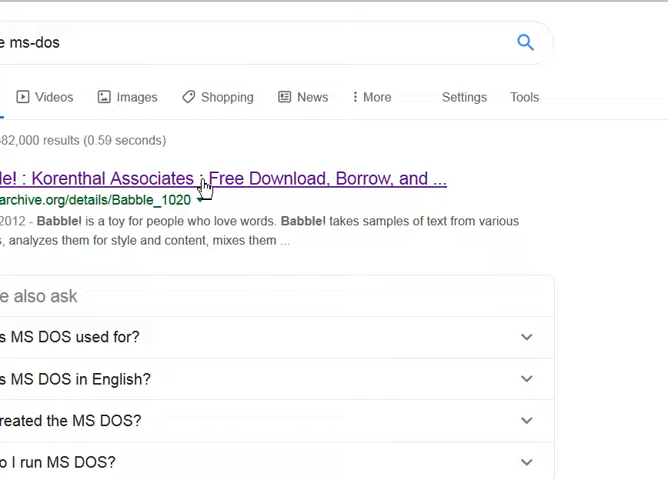 e ms-dos
Videos Images Shopping News More Settings Tools
82,000 results (0.59 seconds)
le! : Korenthal Associates : Free Download, Borrow, and ...
archive.org/details/Babble_1020
2012 - Babble! is a toy for people who love words. Babble! takes samples of text from various
s, analyzes them for style and content, mixes them ...
e also ask
s MS DOS used for?
s MS DOS in English?
reated the MS DOS?
o I run MS DOS?